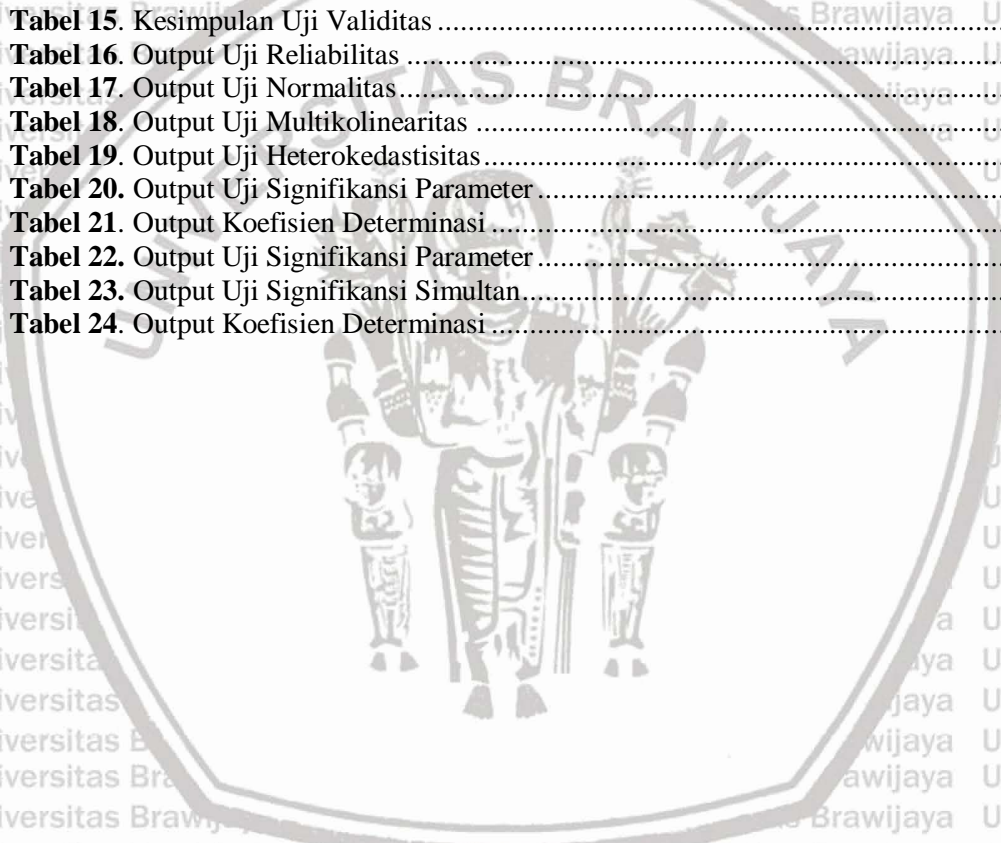 Tabel 15. Kesimpulan Uji Validitas
Tabel 16. Output Uji Reliabilitas
Tabel 17. Output Uji Normalitas
Tabel 18. Output Uji Multikolinearitas
Tabel 19. Output Uji Heterokedastisitas
Tabel 20. Output Uji Signifikansi Parameter
Tabel 21. Output Koefisien Determinasi
Tabel 22. Output Uji Signifikansi Parameter
Tabel 23. Output Uji Signifikansi Simultan
Tabel 24. Output Koefisien Determinasi
UNIVERSITAS BRAWIJAYA